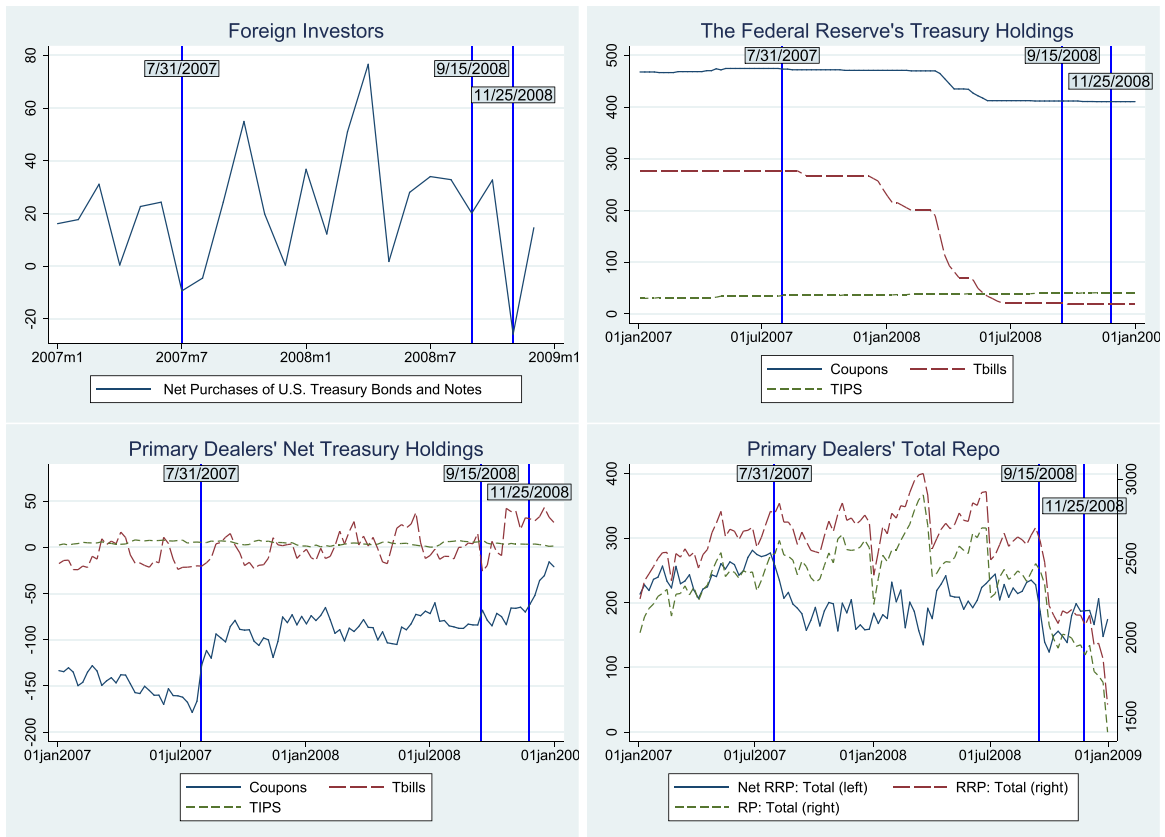 Foreign Investors
80
60
40
20
0
-20
7/31/2007
9/15/2008
11/25/2008
2007m1 2007m7 2008m1 2008m7 2009m1
Net Purchases of U.S. Treasury Bonds and Notes
The Federal Reserve's Treasury Holdings
500
400
300
200
100
0
7/31/2007
9/15/2008
11/25/2008
01jan2007 01jul2007 01jan2008 01jul2008 01jan200
Coupons Tbills
TIPS
Primary Dealers' Net Treasury Holdings
50
0
-50
-100
-150
-200
7/31/2007
9/15/2008
11/25/2008
01jan2007 01jul2007 01jan2008 01jul2008 01jan200
Coupons Tbills
TIPS
Primary Dealers' Total Repo
400
300
200
100
0
7/31/2007
9/15/2008
11/25/2008
3000
2500
2000
1500
01jan2007 01jul2007 01jan2008 01jul2008 01jan2009
Net RRP: Total (left) RRP: Total (right)
RP: Total (right)